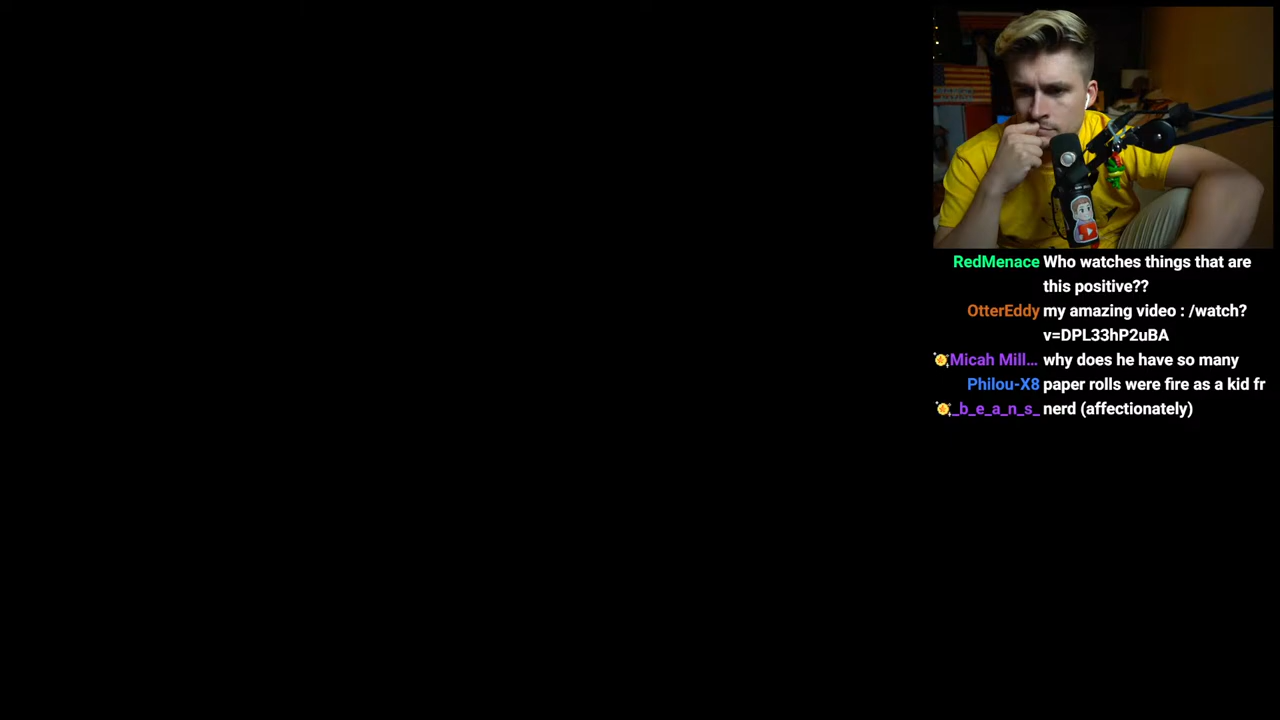 RedMenace Who watches things that are
this positive??
OtterEddy my amazing video : /watch?
v=DPL33hP2uBA
Micah Mill... why does he have so many
Philou-X8 paper rolls were fire as a kid fr
_b_e_a_n_s_ nerd (affectionately)